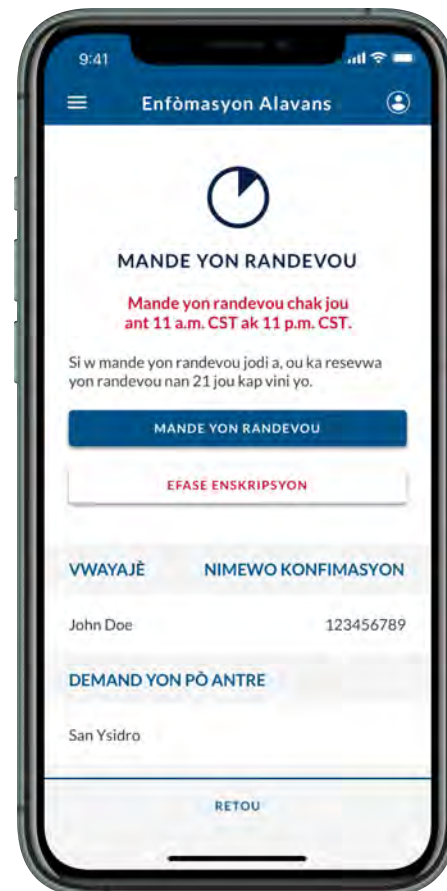 9:41
Enfòmasyon Alavans
MANDE YON RANDEVOU
Mande yon randevou chak jou
ant 11 a.m. CST ak 11 p.m. CST.
Si w mande yon randevou jodi a, ou ka resevwa
yon randevou nan 21 jou kap vini yo.
MANDE YON RANDEVOU
EFASE ENSKRIPSYON
VWAYAJÈ NIMEWO KONFIMASYON
John Doe 123456789
DEMAND YON PÒ ANTRE
San Ysidro
RETOU